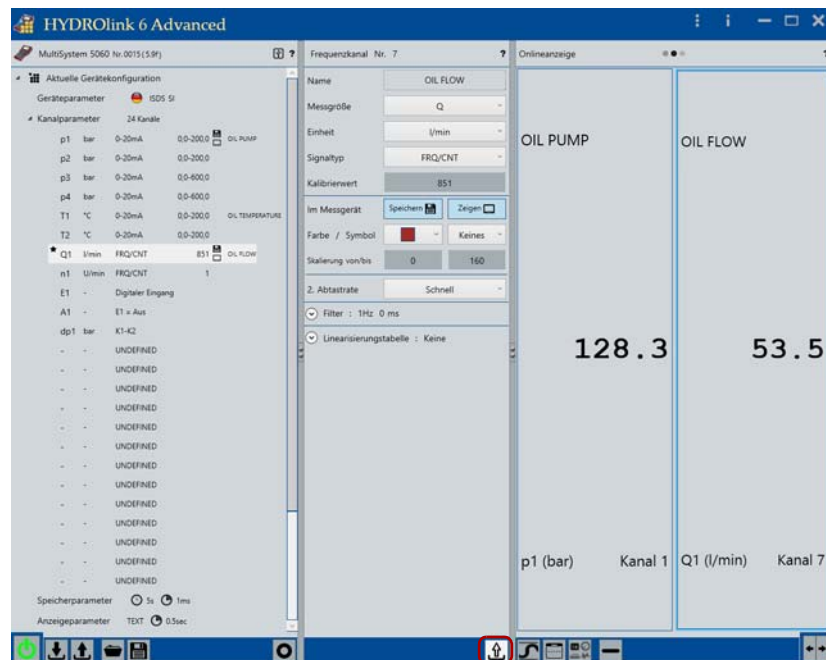 HYDROlink 6 Advanced
MultiSystem 5060 Nr.0015(5.9f) ?
Aktuelle Gerätekonfiguration
Geräteparameter ISDS SI
Kanalparameter 24 Kanäle
p1 bar 0-20mA 0,0-200,0 OIL PUMP
p2 bar 0-20mA 0,0-200,0
p3 bar 0-20mA 0,0-600,0
p4 bar 0-20mA 0,0-600,0
T1 °C 0-20mA 0,0-200,0 OIL TEMPERATURE
T2 °C 0-20mA 0,0-200,0
Q1 l/min FRQ/CNT 851 OIL FLOW
n1 U/min FRQ/CNT 1
E1 - Digitaler Eingang
A1 - E1 = Aus
dp1 bar K1-K2
- - UNDEFINED
- - UNDEFINED
- - UNDEFINED
- - UNDEFINED
- - UNDEFINED
- - UNDEFINED
- - UNDEFINED
- - UNDEFINED
- - UNDEFINED
- - UNDEFINED
- - UNDEFINED
- - UNDEFINED
- - UNDEFINED
Speicherparameter 5s 1ms
Anzeigeparameter TEXT 0.5sec
Frequenzkanal Nr. 7 ?
Name OIL FLOW
Messgröße Q
Einheit l/min
Signaltyp FRQ/CNT
Kalibrierwert 851
Im Messgerät Speichern Zeigen
Farbe / Symbol Keines
Skalierung von/bis 0 160
2. Abtastrate Schnell
Filter : 1Hz 0 ms
Linearisierungstabelle : Keine
Onlineanzeige
OIL PUMP
128.3
p1 (bar) Kanal 1
OIL FLOW
53.5
Q1 (l/min) Kanal 7